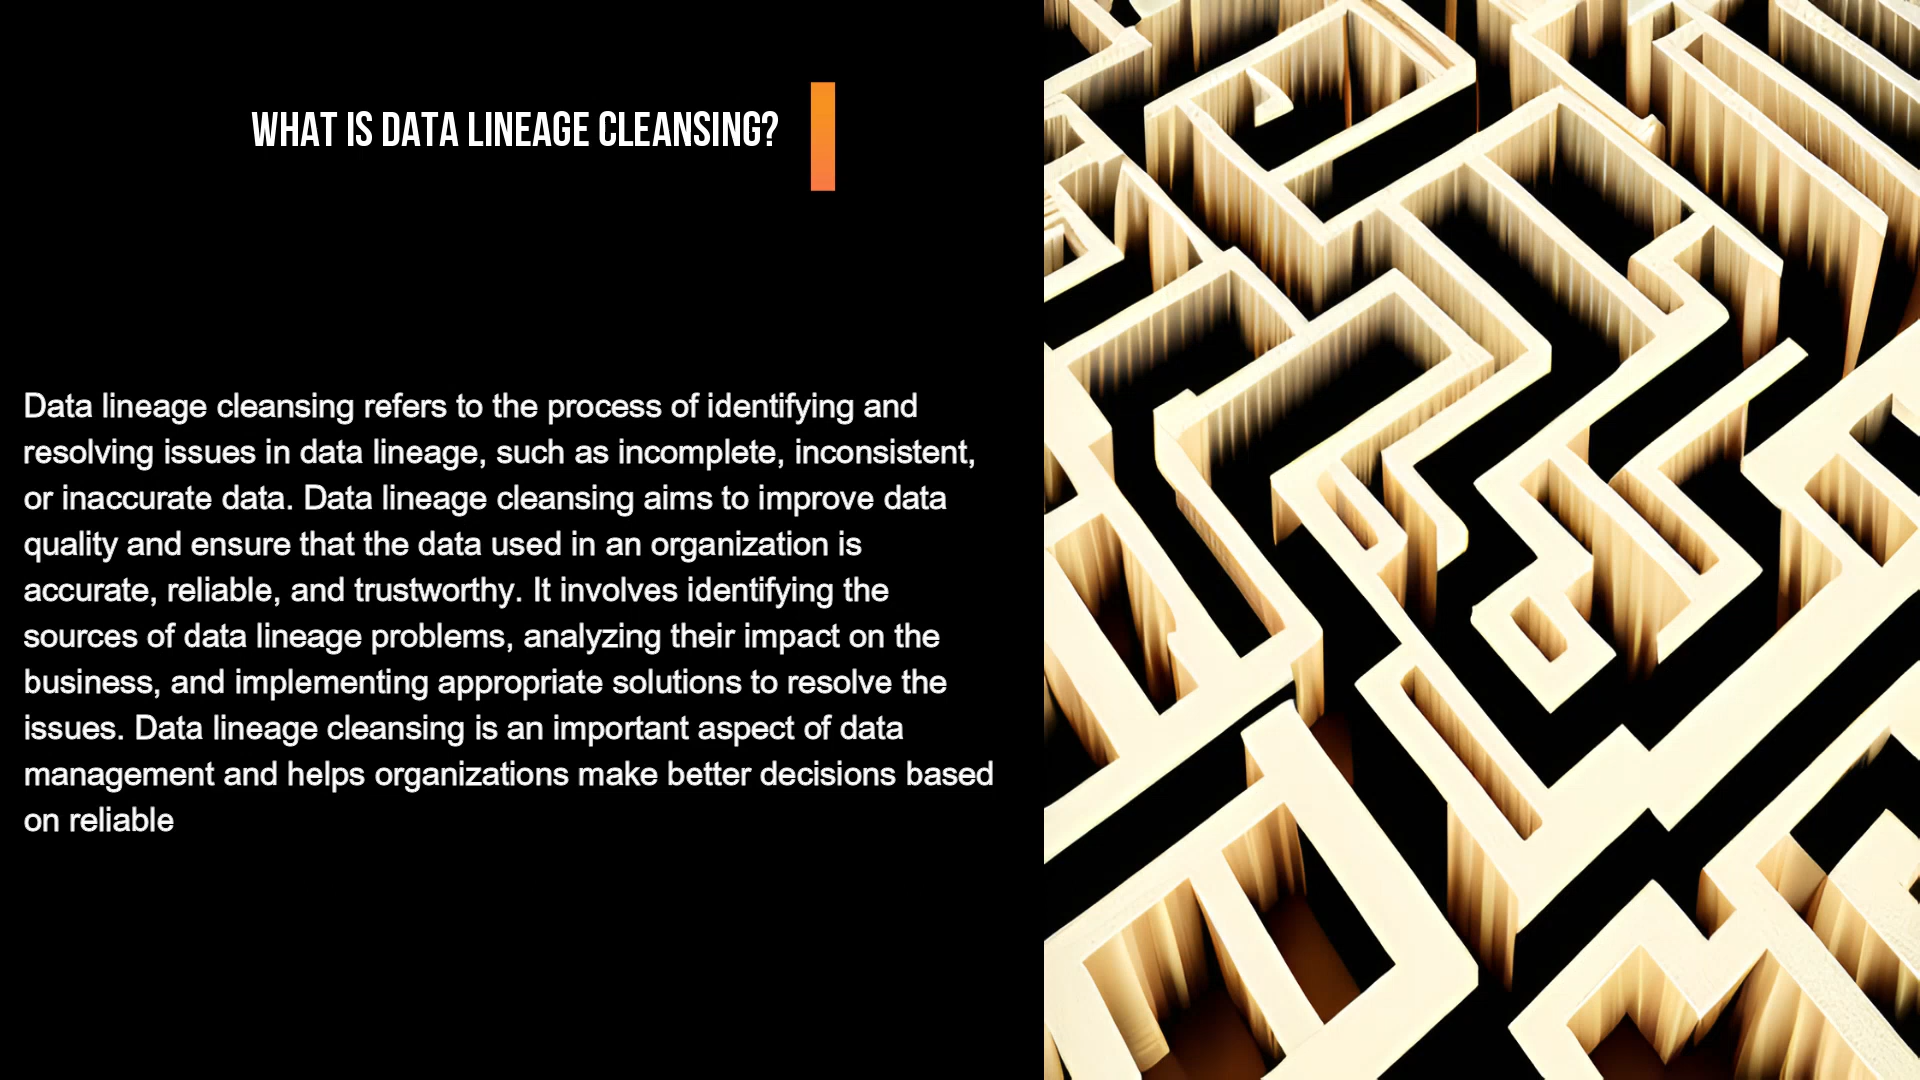 WHAT IS DATA LINEAGE CLEANSING?
Data lineage cleansing refers to the process of identifying and
resolving issues in data lineage, such as incomplete, inconsistent,
or inaccurate data. Data lineage cleansing aims to improve data
quality and ensure that the data used in an organization is
accurate, reliable, and trustworthy. It involves identifying the
sources of data lineage problems, analyzing their impact on the
business, and implementing appropriate solutions to resolve the
issues. Data lineage cleansing is an important aspect of data
management and helps organizations make better decisions based
on reliable